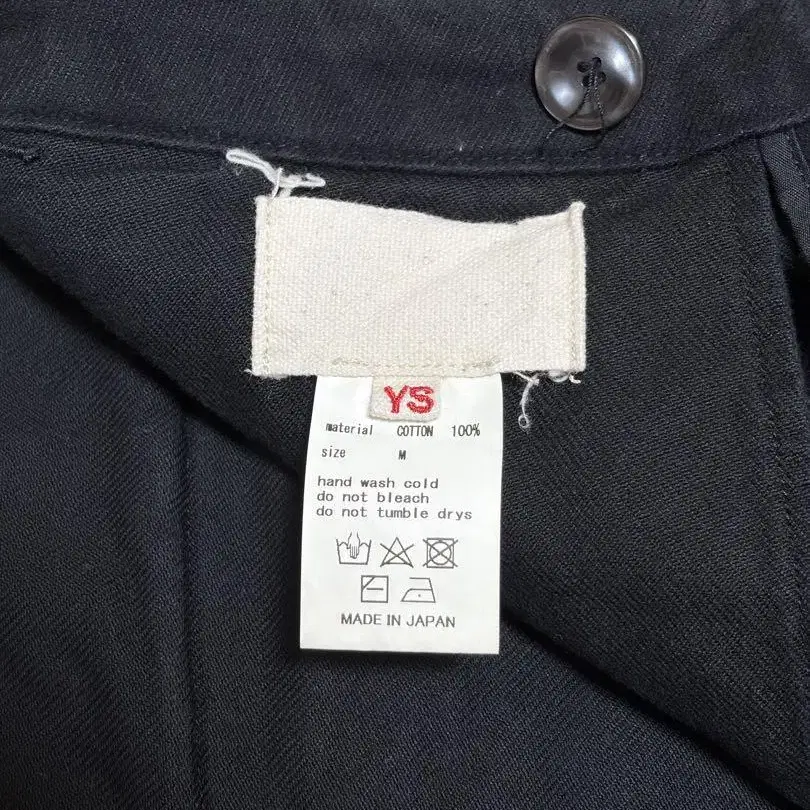 YS
material COTTON 100%
size M
hand wash cold
do not bleach
do not tumble drys
MADE IN JAPAN